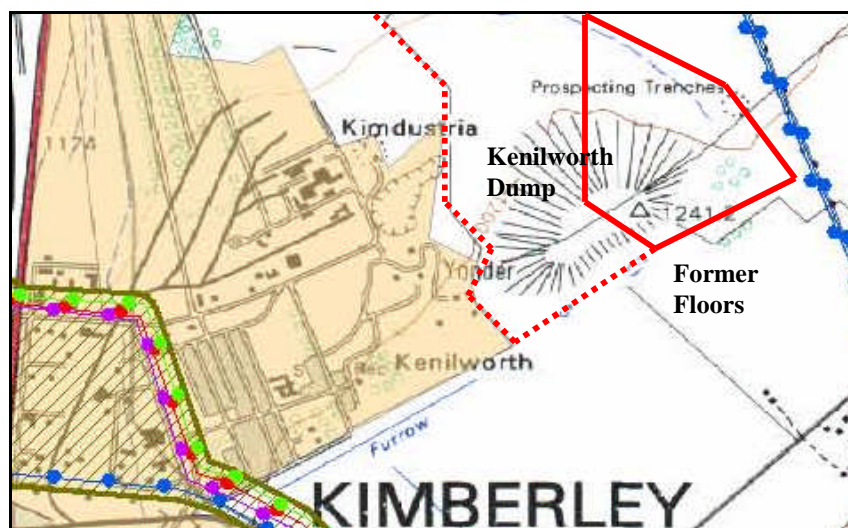 Prospecting Trenches
Kimdustria
1174
Kenilworth
Dump
1241.2
Yonder
Former
Floors
Kenilworth
Furrow
KIMBERLEY